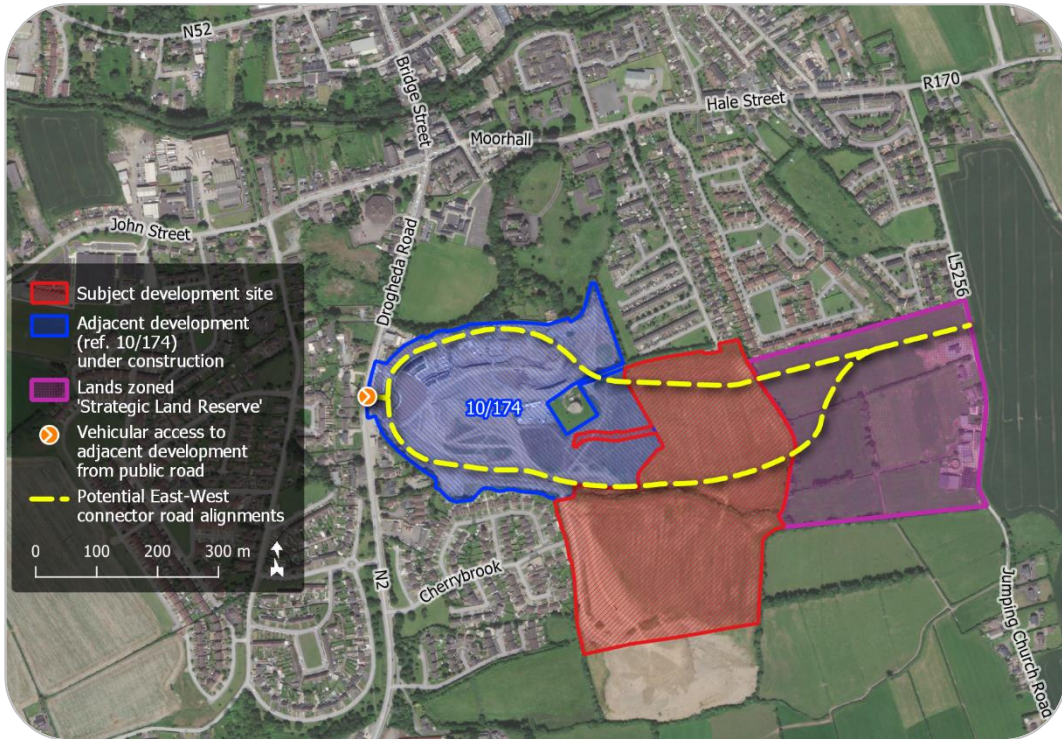 N52
Bridge Street
R170
Hale Street
Moorhall
John Street
Drogheda Road
L5256
Subject development site
Adjacent development
(ref. 10/174)
under construction
Lands zoned
'Strategic Land Reserve'
Vehicular access to
adjacent development
from public road
Potential East-West
connector road alignments
0 100 200 300 m
10/174
N2
Cherrybrook
Jumping Church Road